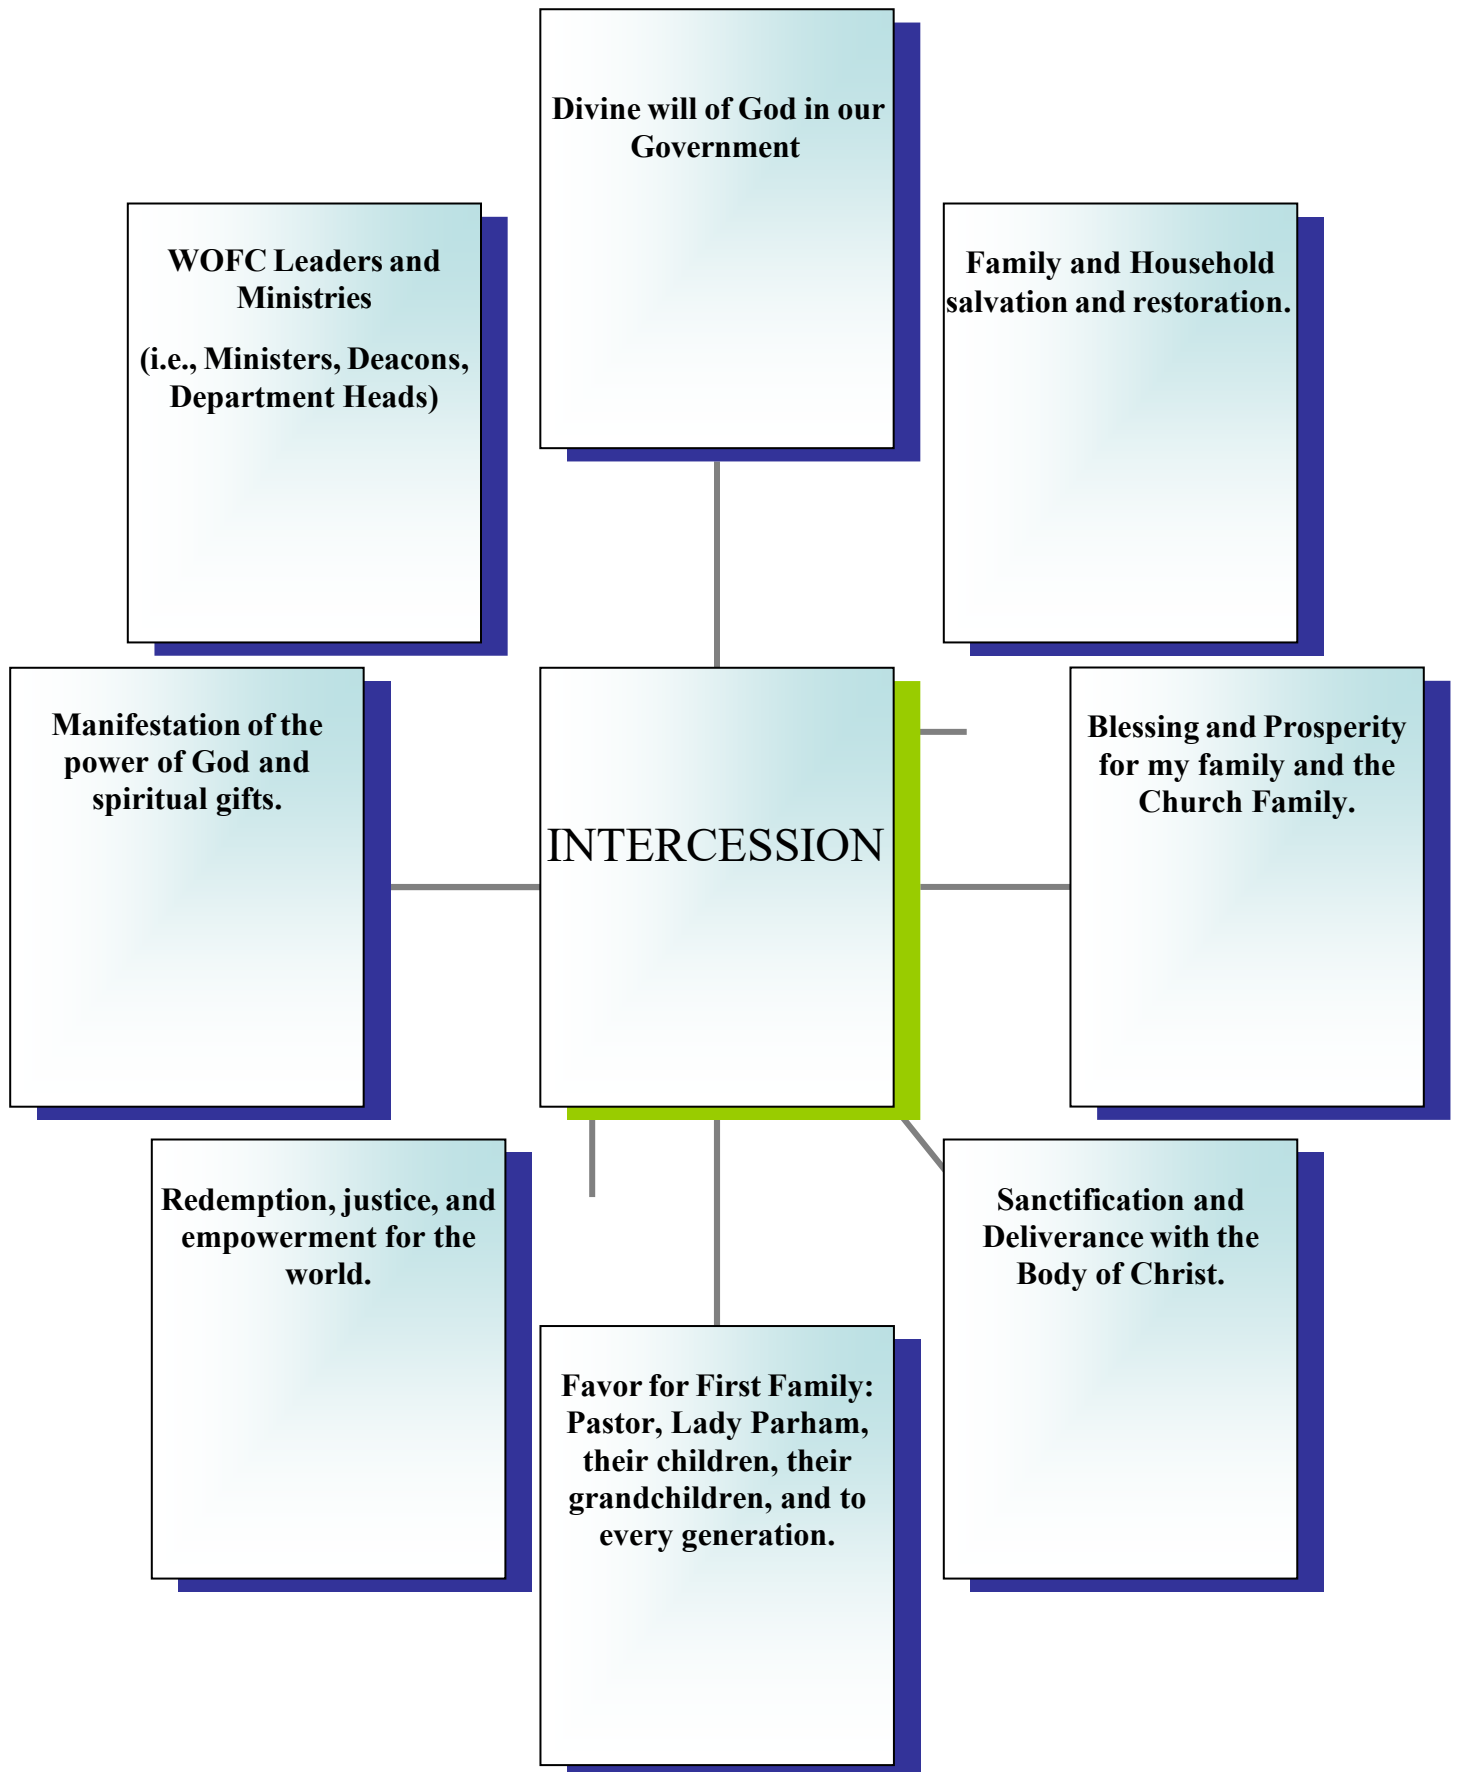 Divine will of God in our
Government
WOFC Leaders and
Ministries
(i.e., Ministers, Deacons,
Department Heads)
Family and Household
salvation and restoration.
Manifestation of the
power of God and
spiritual gifts.
INTERCESSION
Blessing and Prosperity
for my family and the
Church Family.
Redemption, justice, and
empowerment for the
world.
Sanctification and
Deliverance with the
Body of Christ.
Favor for First Family:
Pastor, Lady Parham,
their children, their
grandchildren, and to
every generation.